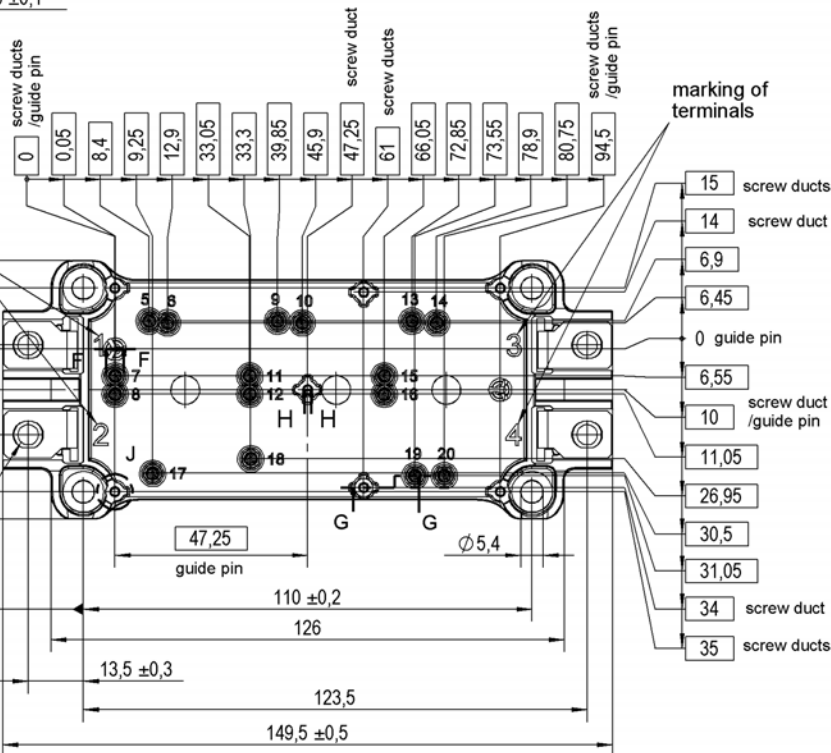 screw ducts
/guide pin
screw duct
screw ducts
screw ducts
/guide pin
0
0,05
8,4
9,25
12,9
33,05
33,3
39,85
45,9
47,25
61
66,05
72,85
73,55
78,9
80,75
94,5
marking of
terminals
15 screw ducts
14 screw duct
6,9
6,45
0 guide pin
6,55
10 screw duct
/guide pin
11,05
26,95
30,5
31,05
34 screw duct
35 screw ducts
5 6 9 10 13 14
1 3
F F
7 11 15
8 12 16
H H
2 4
J
17 18 19 20
G G
47,25
guide pin
Ø5,4
110 ±0,2
126
13,5 ±0,3
123,5
149,5 ±0,5